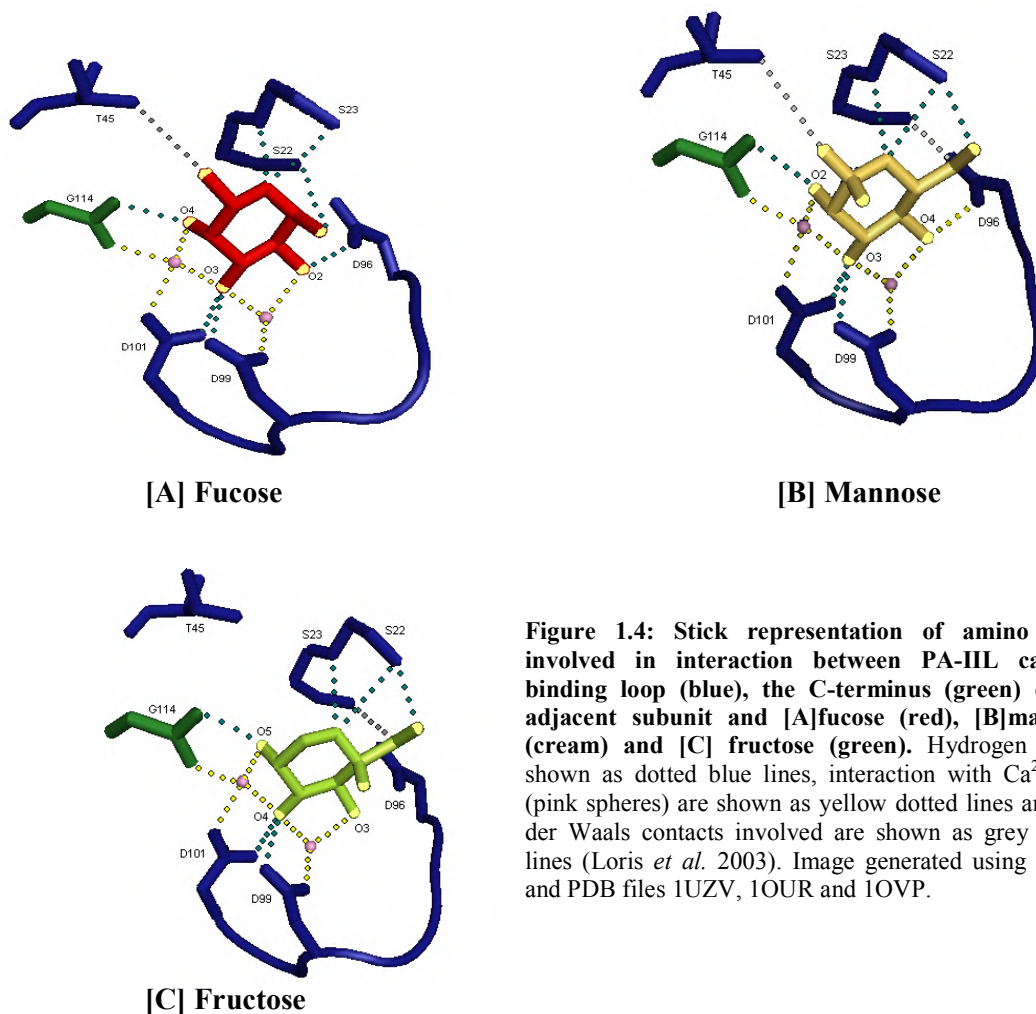 T45
S23
S22
G114
O4
O3
O2
D96
D101
D99
[A] Fucose
T45
S23
S22
G114
O2
O4
D96
O3
D101
D99
[B] Mannose
T45
S23
S22
G114
O5
D96
O4
O3
D101
D99
[C] Fructose
Figure 1.4: Stick representation of amino
involved in interaction between PA-IIL ca
binding loop (blue), the C-terminus (green)
adjacent subunit and [A]fucose (red), [B]ma
(cream) and [C] fructose (green). Hydrogen
shown as dotted blue lines, interaction with Ca²
(pink spheres) are shown as yellow dotted lines an
der Waals contacts involved are shown as grey
lines (Loris et al. 2003). Image generated using
and PDB files 1UZV, 1OUR and 1OVP.